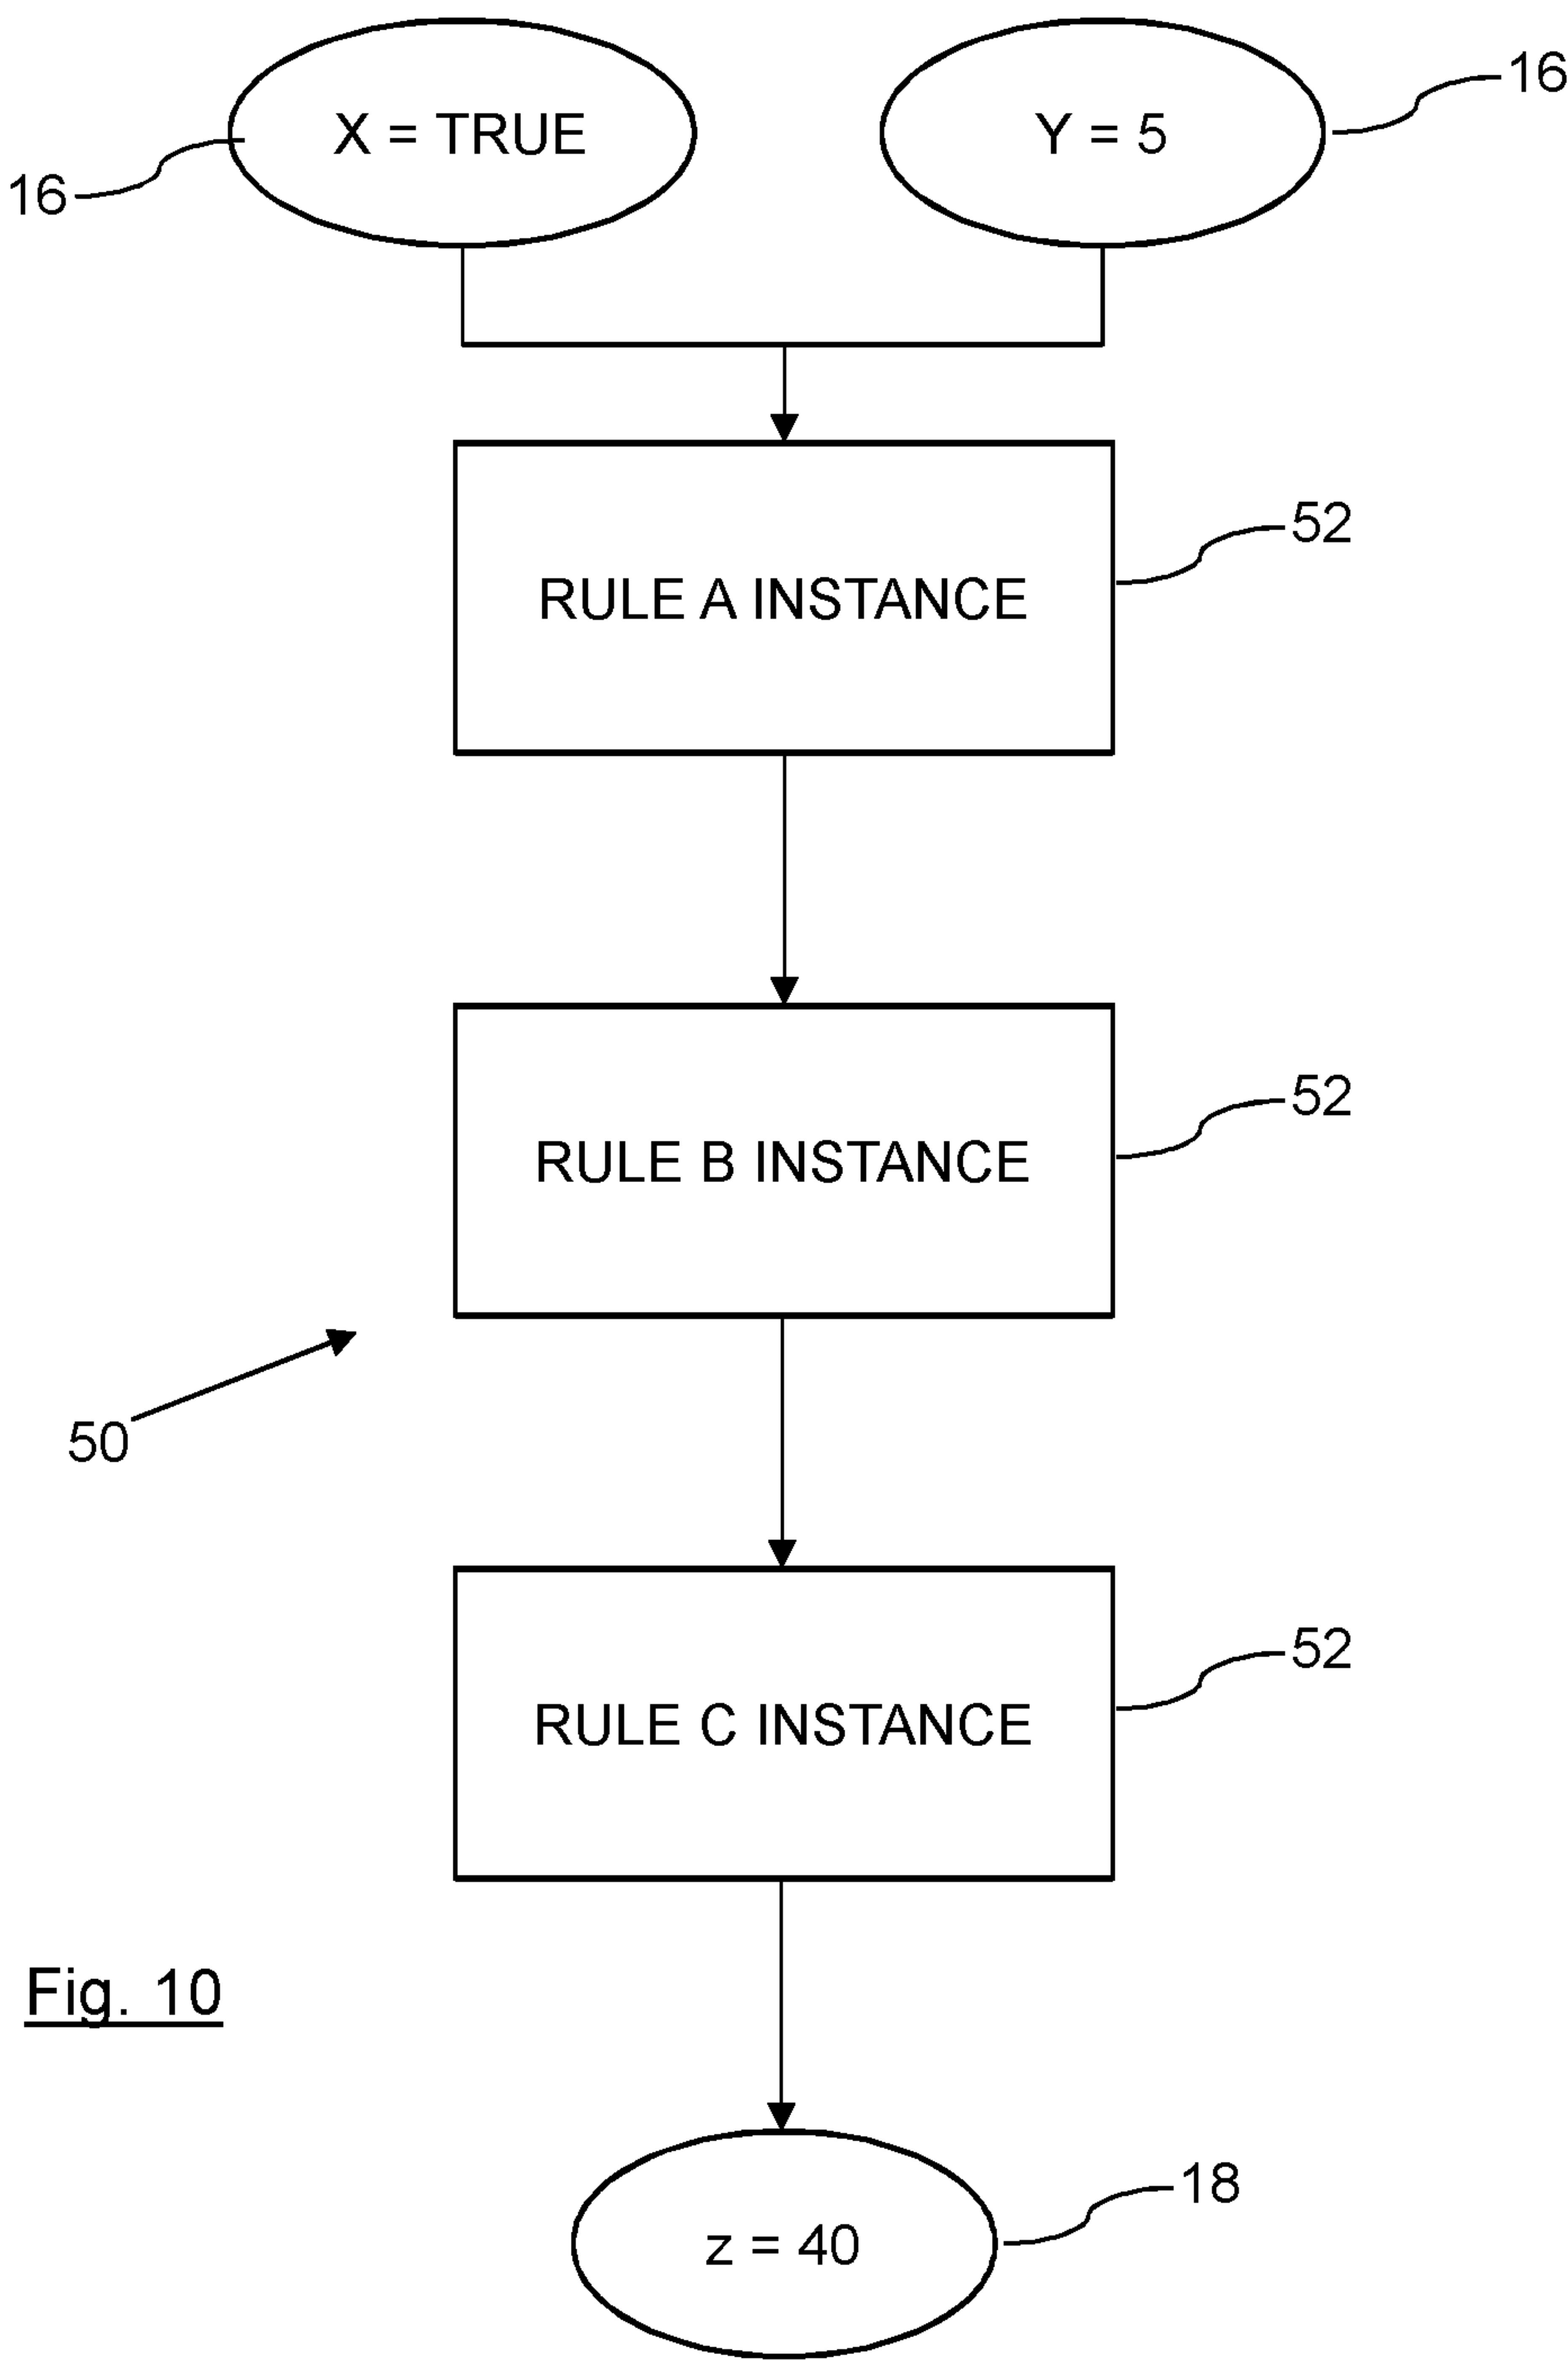 16
X = TRUE
Y = 5
16
RULE A INSTANCE
52
RULE B INSTANCE
52
50
RULE C INSTANCE
52
Fig. 10
z = 40
18